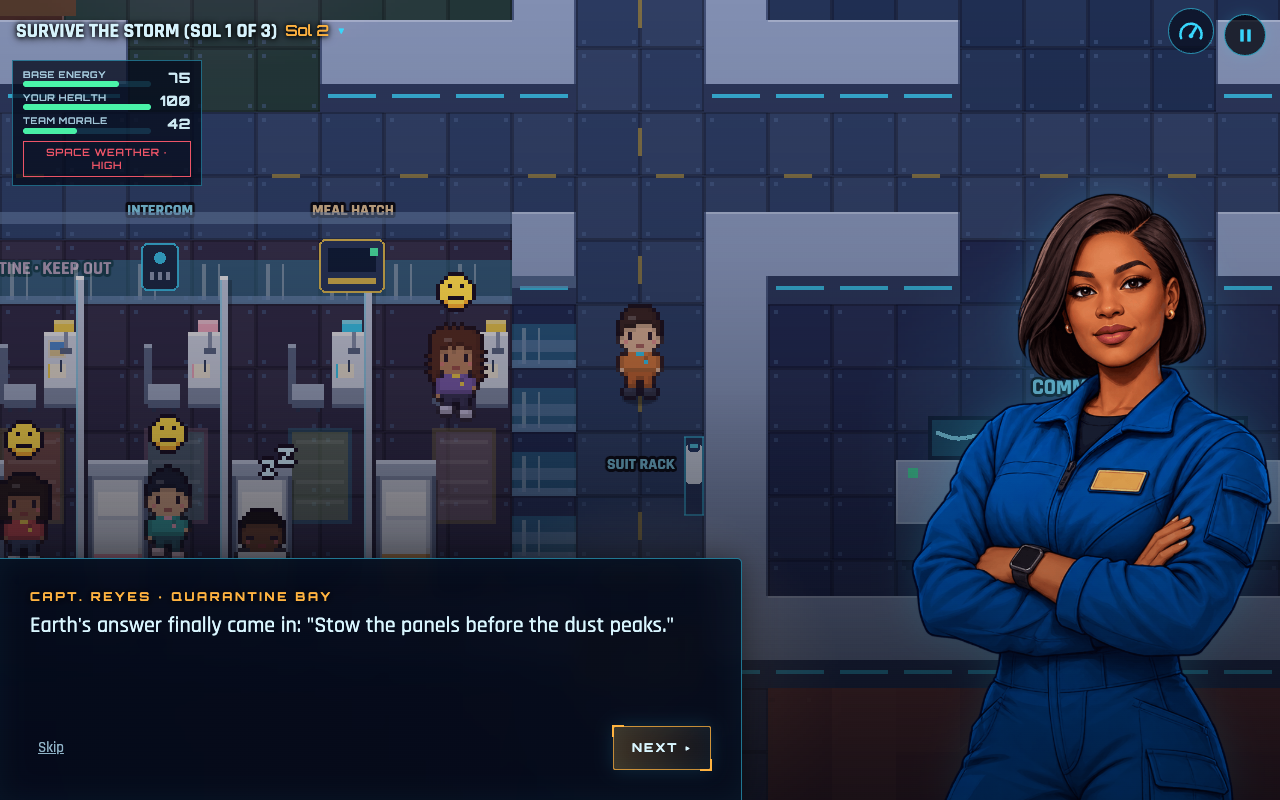 SURVIVE THE STORM (SOL 1 OF 3) Sol 2
BASE ENERGY 75
YOUR HEALTH 100
TEAM MORALE 42
SPACE WEATHER ·
HIGH
INTERCOM
MEAL HATCH
TINE · KEEP OUT
z z
SUIT RACK
COMM
CAPT. REYES · QUARANTINE BAY
Earth's answer finally came in: "Stow the panels before the dust peaks."
Skip
NEXT